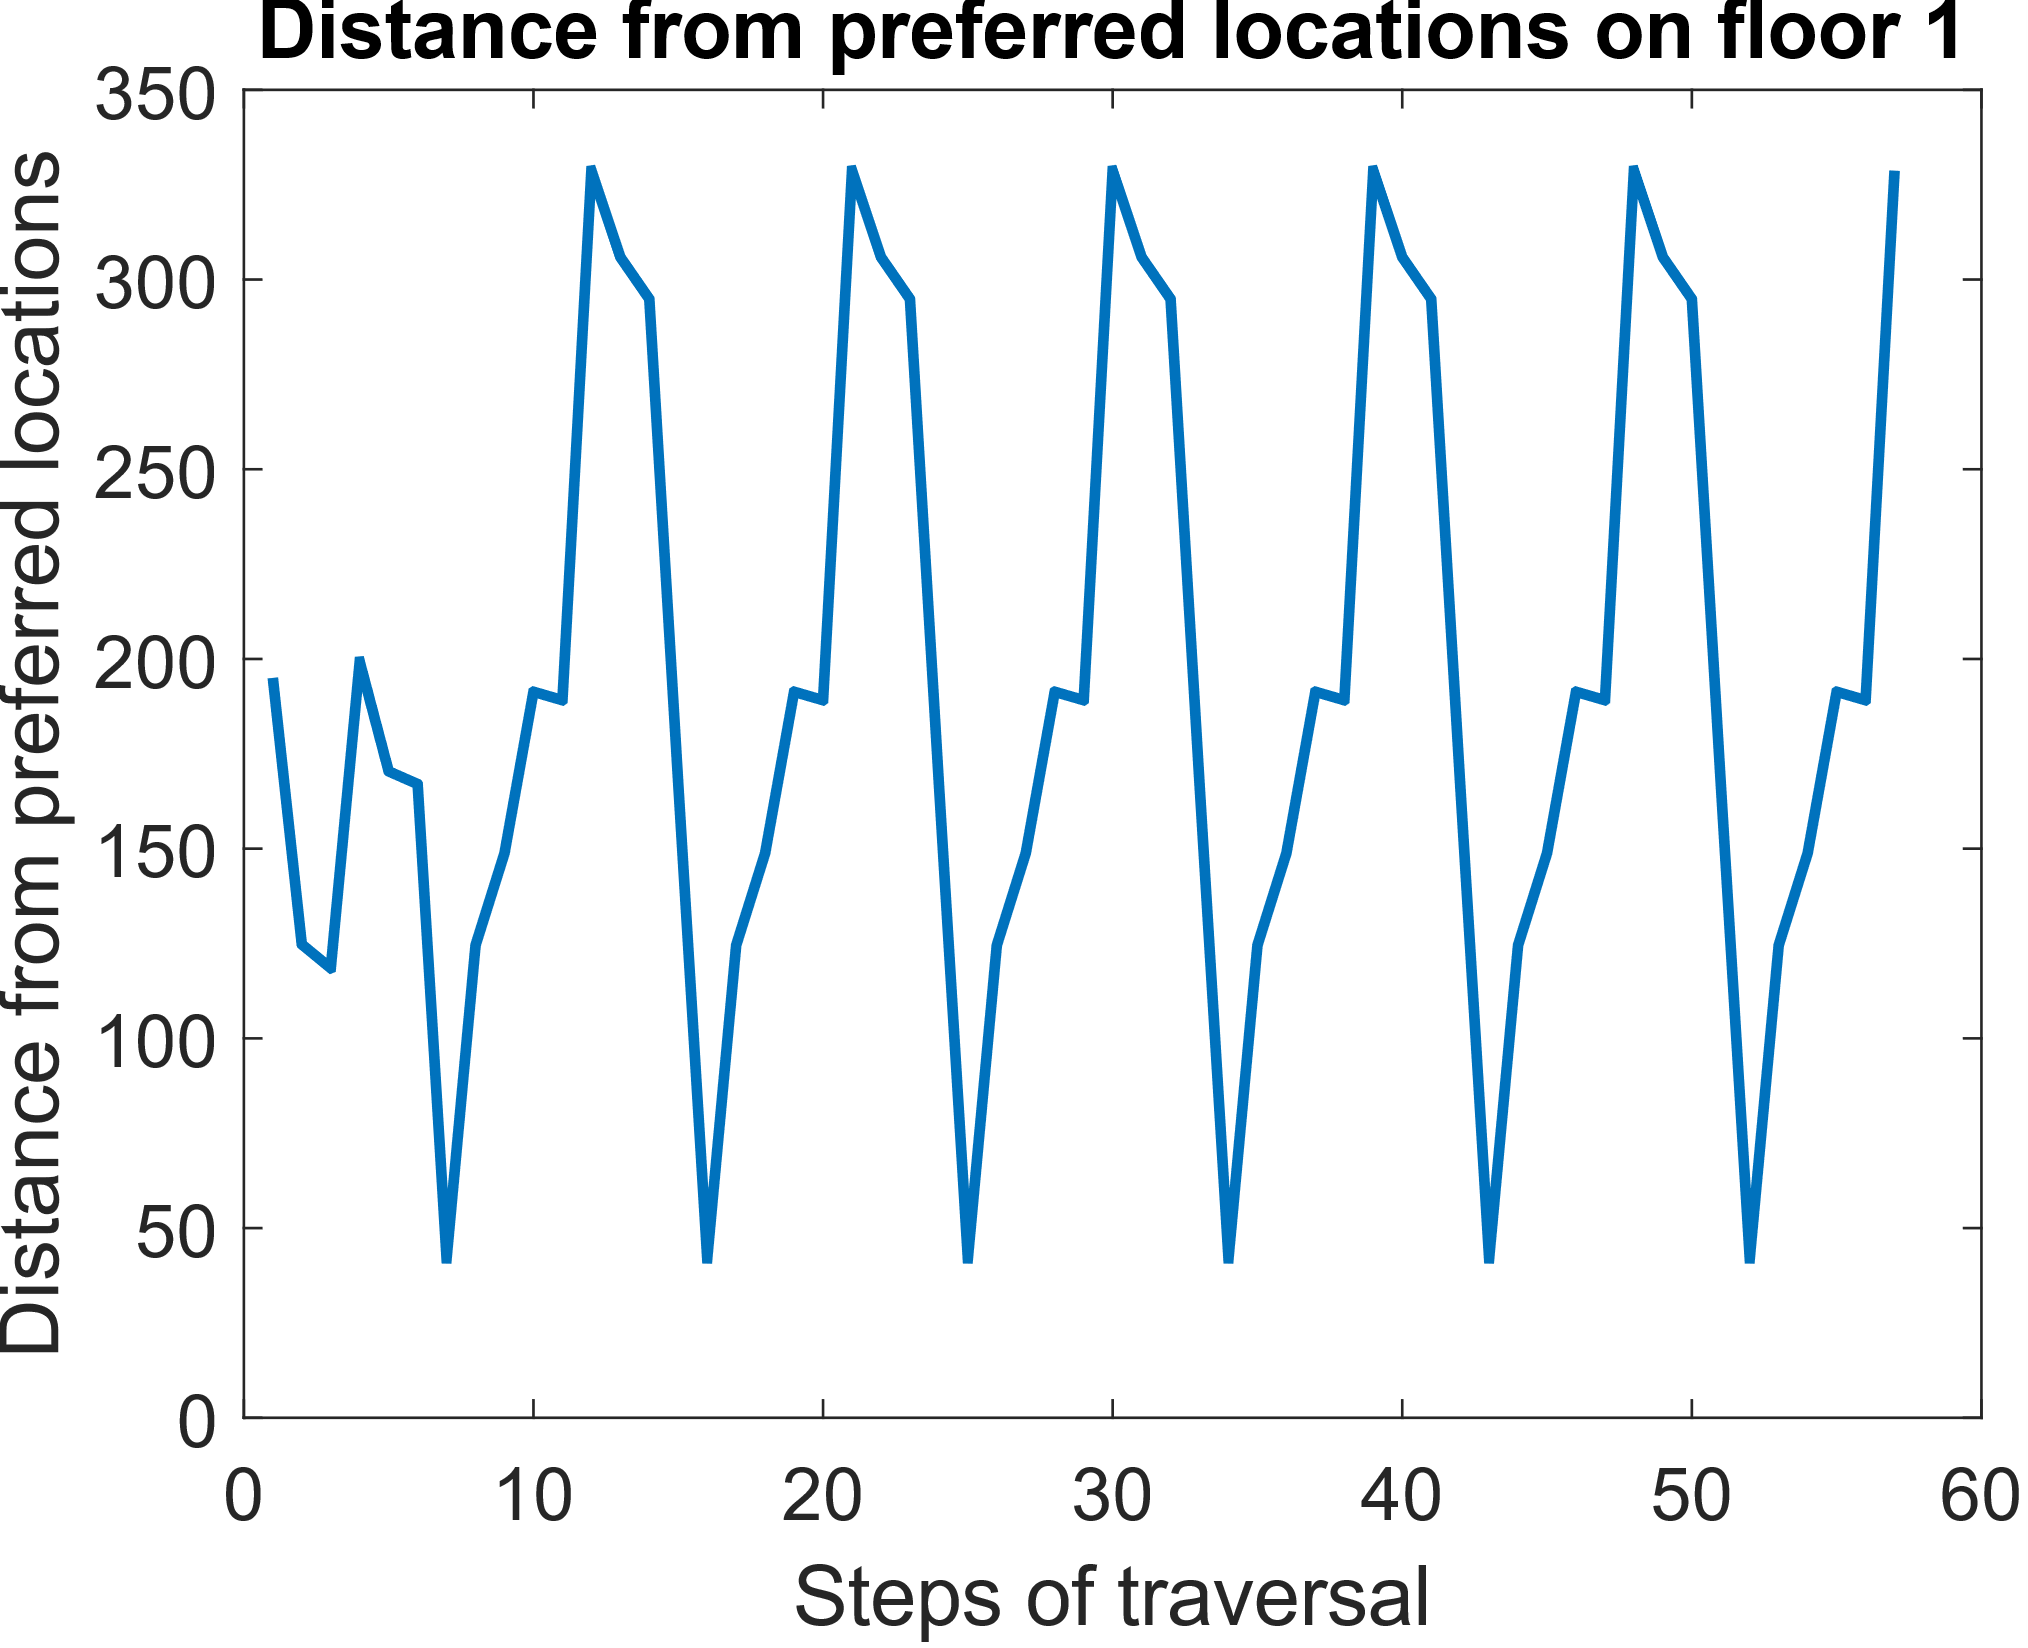 Distance from preferred locations on floor 1
Distance from preferred locations
350
300
250
200
150
100
50
0
0 10 20 30 40 50 60
Steps of traversal